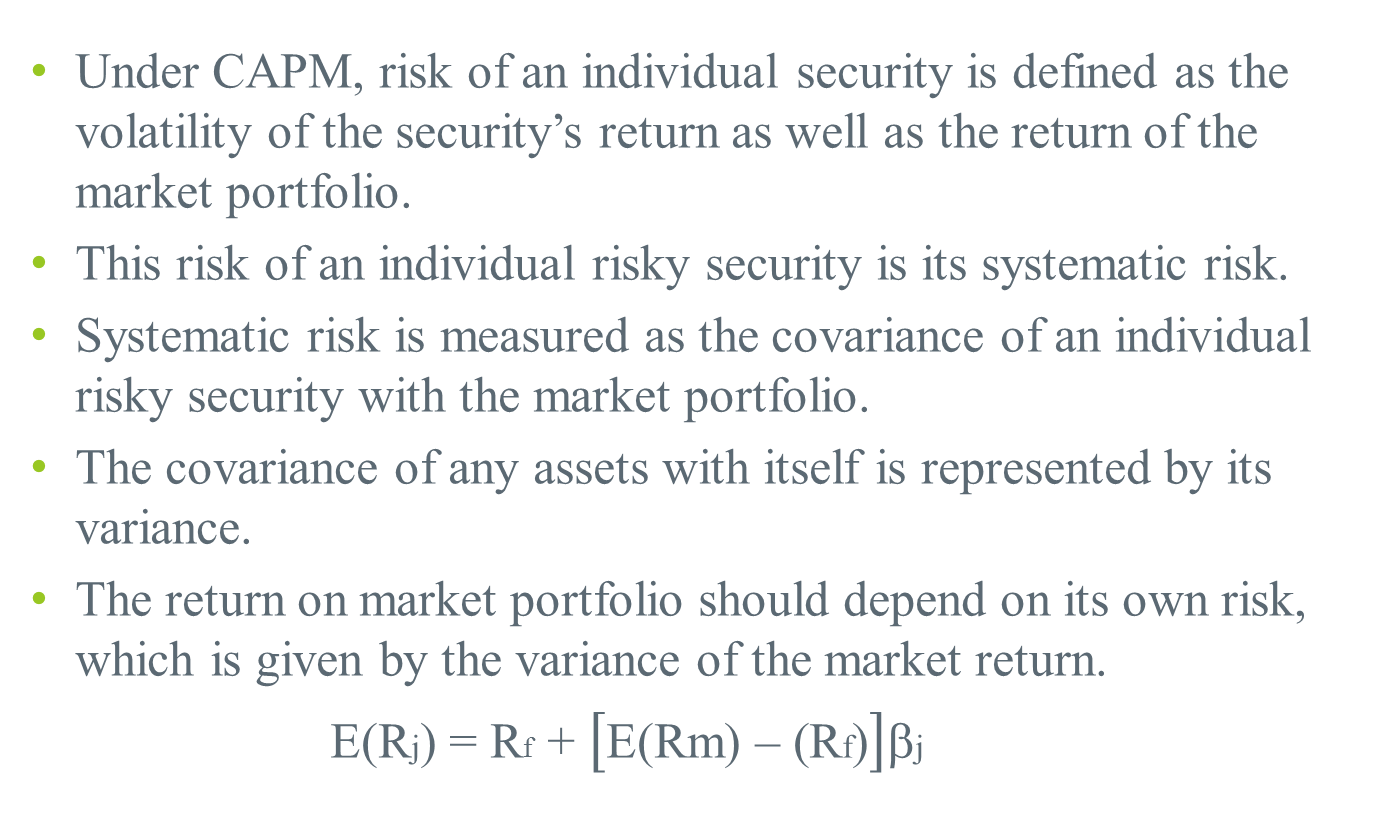 • Under CAPM, risk of an individual security is defined as the
volatility of the security’s return as well as the return of the
market portfolio.
• This risk of an individual risky security is its systematic risk.
• Systematic risk is measured as the covariance of an individual
risky security with the market portfolio.
• The covariance of any assets with itself is represented by its
variance.
• The return on market portfolio should depend on its own risk,
which is given by the variance of the market return.
E(Rj) = Rf + [E(Rm) – (Rf)]βj